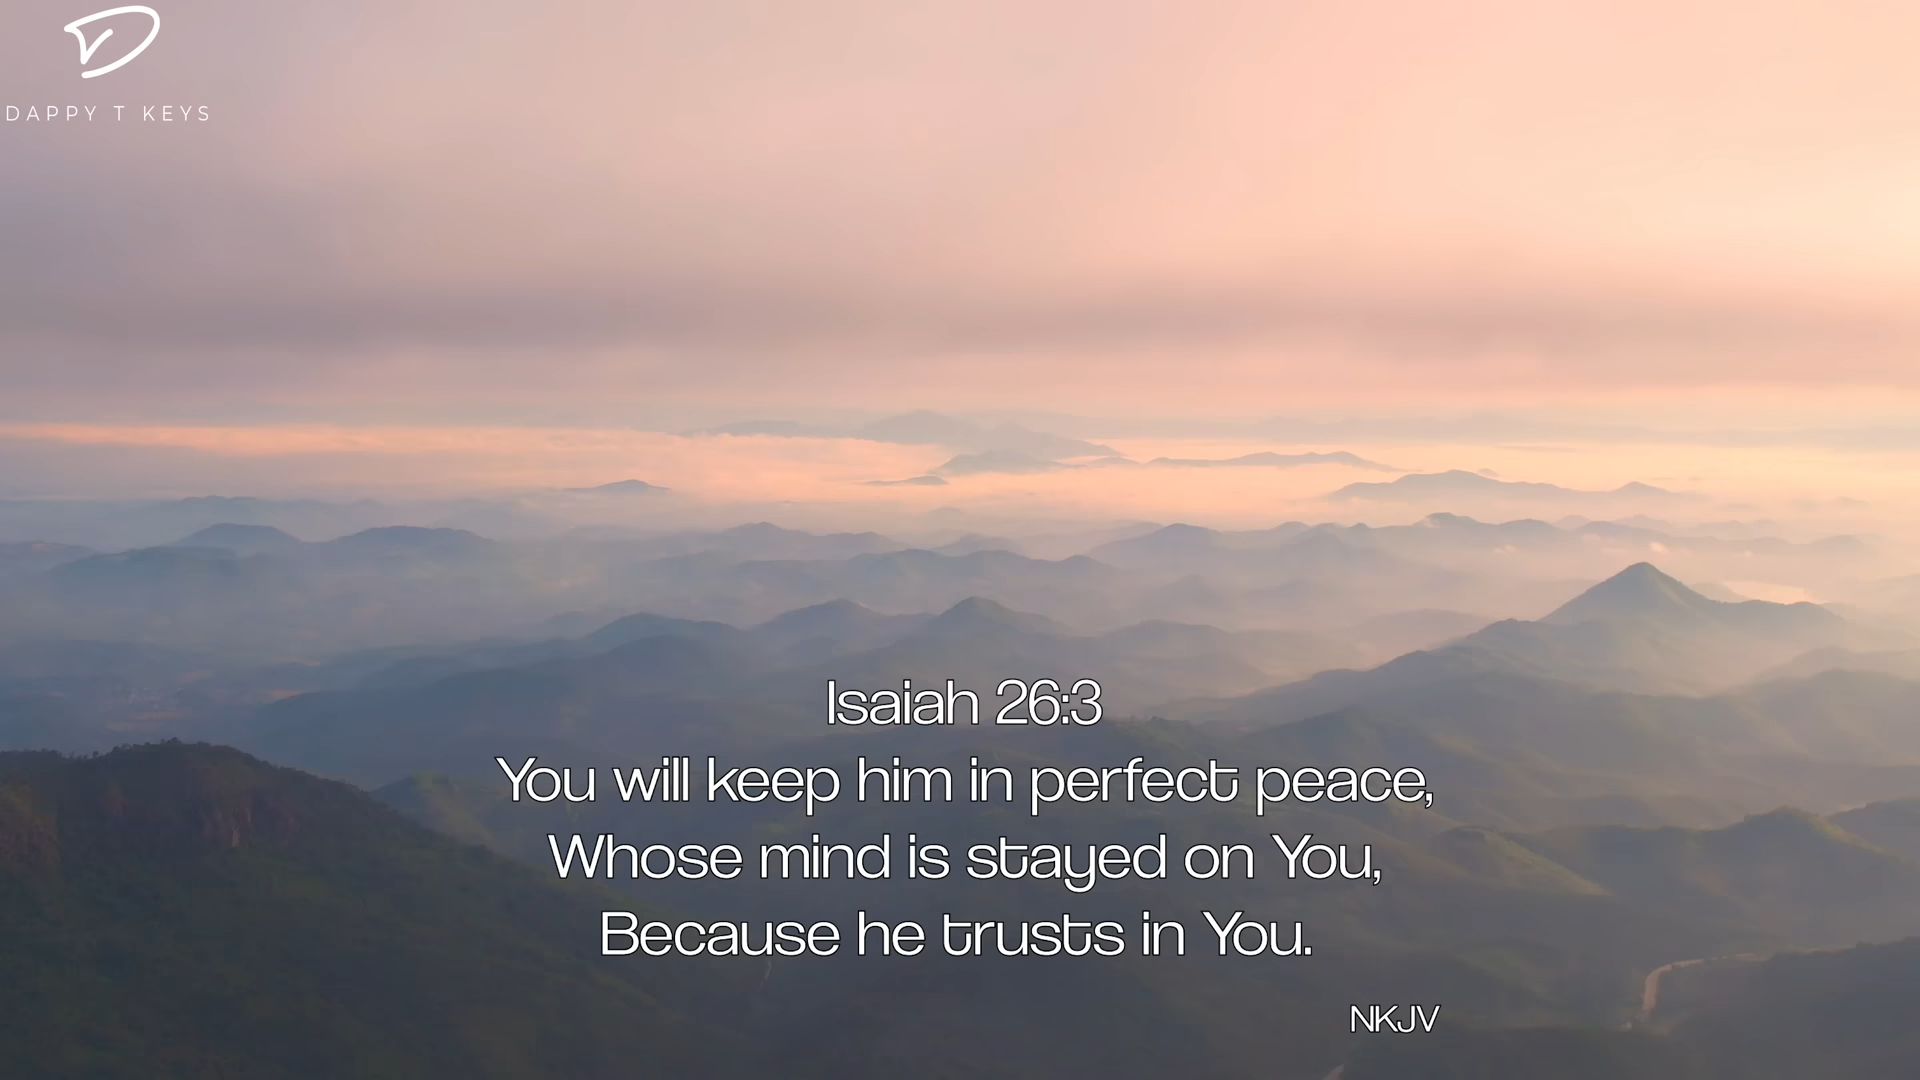 DAPPY T KEYS
Isaiah 26:3
You will keep him in perfect peace,
Whose mind is stayed on You,
Because he trusts in You.
NKJV